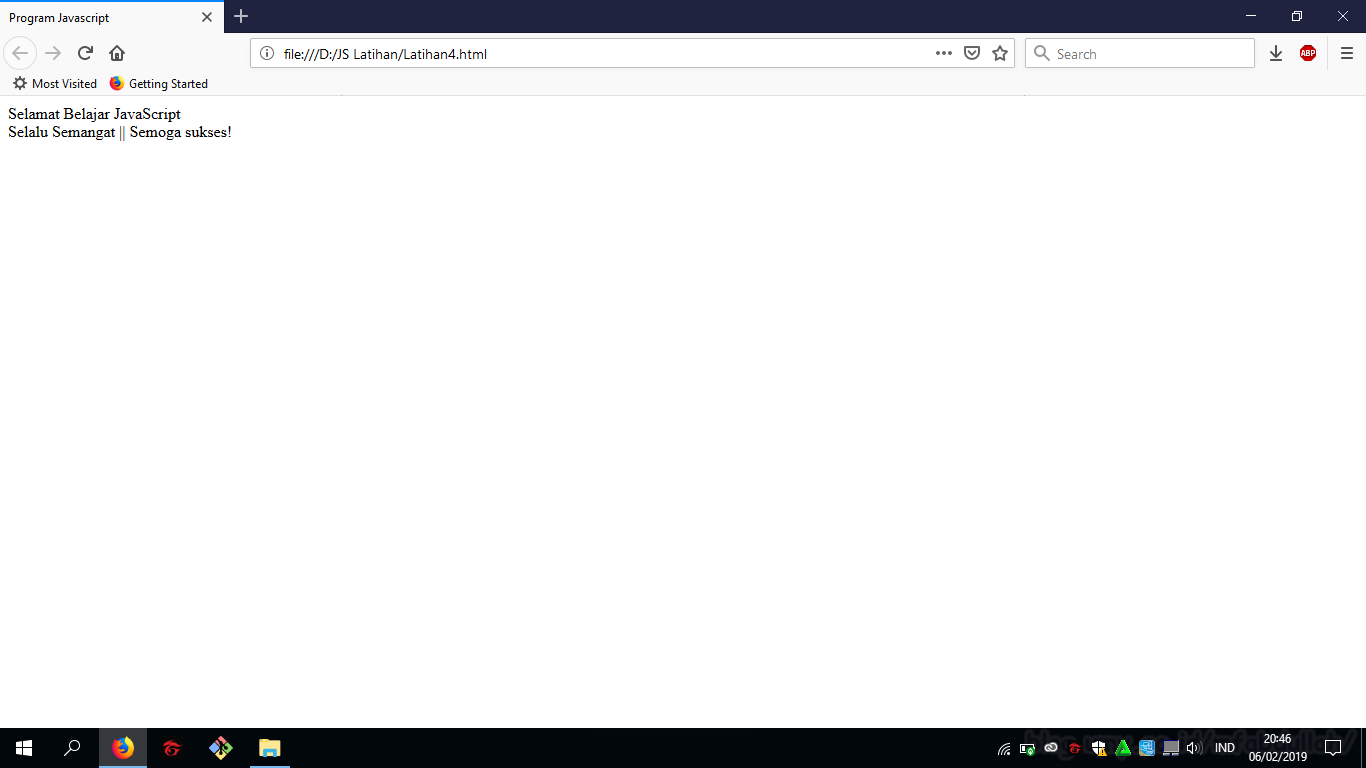 Program Javascript
file:///D:/JS Latihan/Latihan4.html
Search
ABP
Most Visited
Getting Started
Selamat Belajar JavaScript
Selalu Semangat || Semoga sukses!
IND
20:46
06/02/2019